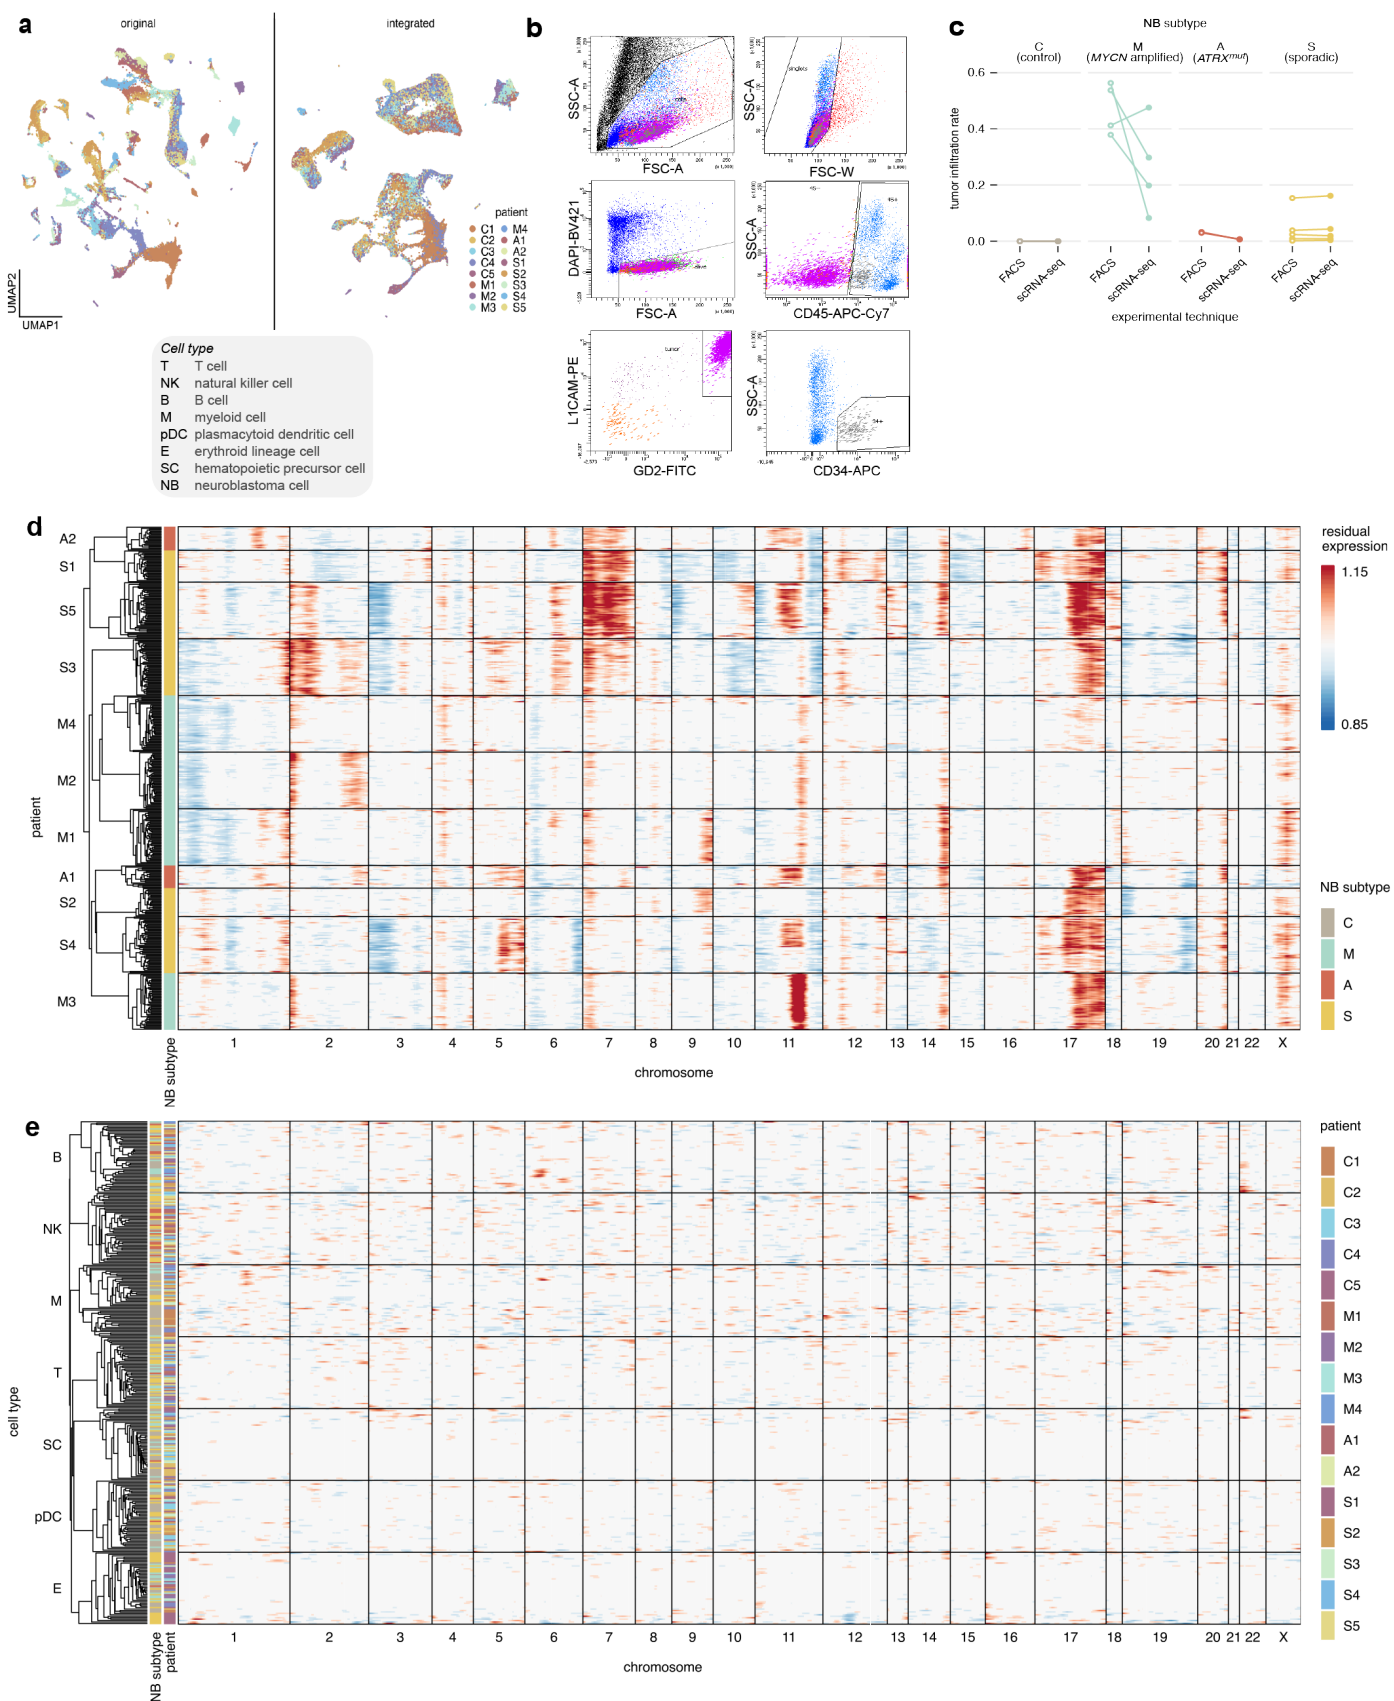 a
original
integrated
UMAP2
UMAP1
patient
C1
C2
C3
C4
C5
M1
M2
M3
M4
A1
A2
S1
S2
S3
S4
S5
Cell type
T T cell
NK natural killer cell
B B cell
M myeloid cell
pDC plasmacytoid dendritic cell
E erythroid lineage cell
SC hematopoietic precursor cell
NB neuroblastoma cell
b
SSC-A
cells
FSC-A
SSC-A
singlets
FSC-W
DAPI-BV421
FSC-A
SSC-A
45-
45+
CD45-APC-Cy7
L1CAM-PE
tumor
GD2-FITC
SSC-A
34+
CD34-APC
c
NB subtype
C
(control)
M
(MYCN amplified)
A
(ATRXmut)
S
(sporadic)
tumor infiltration rate
0.6
0.4
0.2
0.0
FACS
scRNA-seq
FACS
scRNA-seq
FACS
scRNA-seq
FACS
scRNA-seq
experimental technique
d
patient
A2
S1
S5
S3
M4
M2
M1
A1
S2
S4
M3
NB subtype
1 2 3 4 5 6 7 8 9 10 11 12 13 14 15 16 17 18 19 20 21 22 X
chromosome
residual
expression
1.15
0.85
NB subtype
C
M
A
S
e
cell type
B
NK
M
T
SC
pDC
E
NB subtype
patient
1 2 3 4 5 6 7 8 9 10 11 12 13 14 15 16 17 18 19 20 21 22 X
chromosome
patient
C1
C2
C3
C4
C5
M1
M2
M3
M4
A1
A2
S1
S2
S3
S4
S5